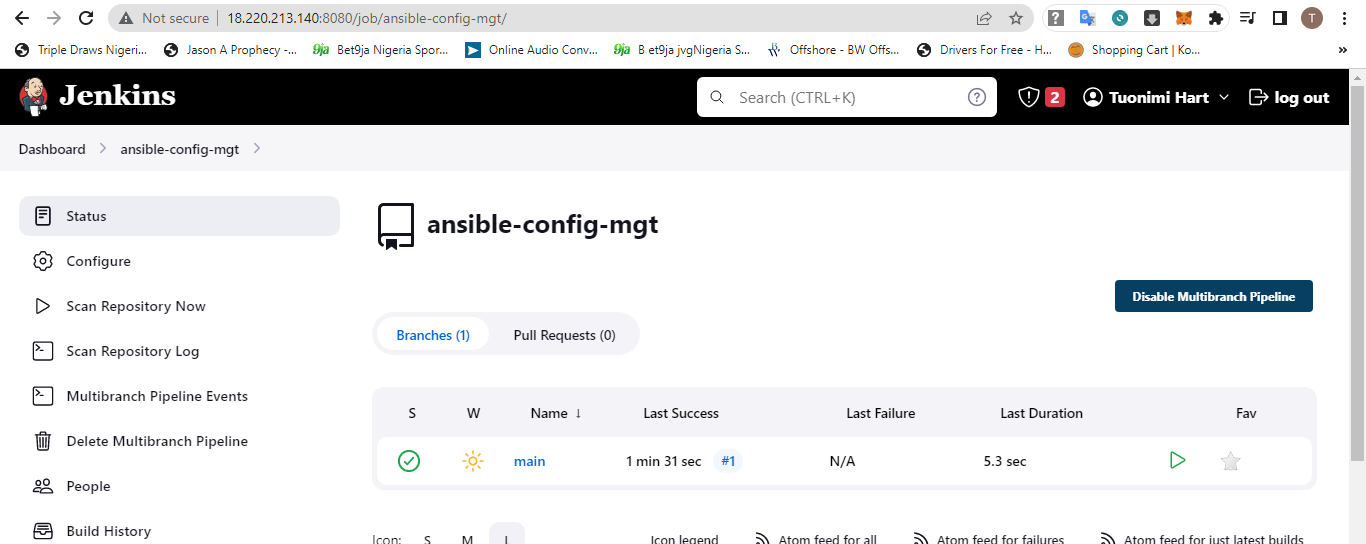 Not secure | 18.220.213.140:8080/job/ansible-config-mgt/
T
Triple Draws Nigeri... Jason A Prophecy -... Bet9ja Nigeria Spor... Online Audio Conv... B et9ja jvgNigeria S... Offshore - BW Offs... Drivers For Free - H... Shopping Cart | Ko... »
Jenkins Search (CTRL+K) ? 2 Tuonimi Hart log out
Dashboard ansible-config-mgt
Status
Configure
Scan Repository Now
Scan Repository Log
Multibranch Pipeline Events
Delete Multibranch Pipeline
People
Build History
ansible-config-mgt
Disable Multibranch Pipeline
Branches (1) Pull Requests (0)
S W Name ↓ Last Success Last Failure Last Duration Fav
main 1 min 31 sec #1 N/A 5.3 sec
Icon: S M L Icon legend Atom feed for all Atom feed for failures Atom feed for just latest builds